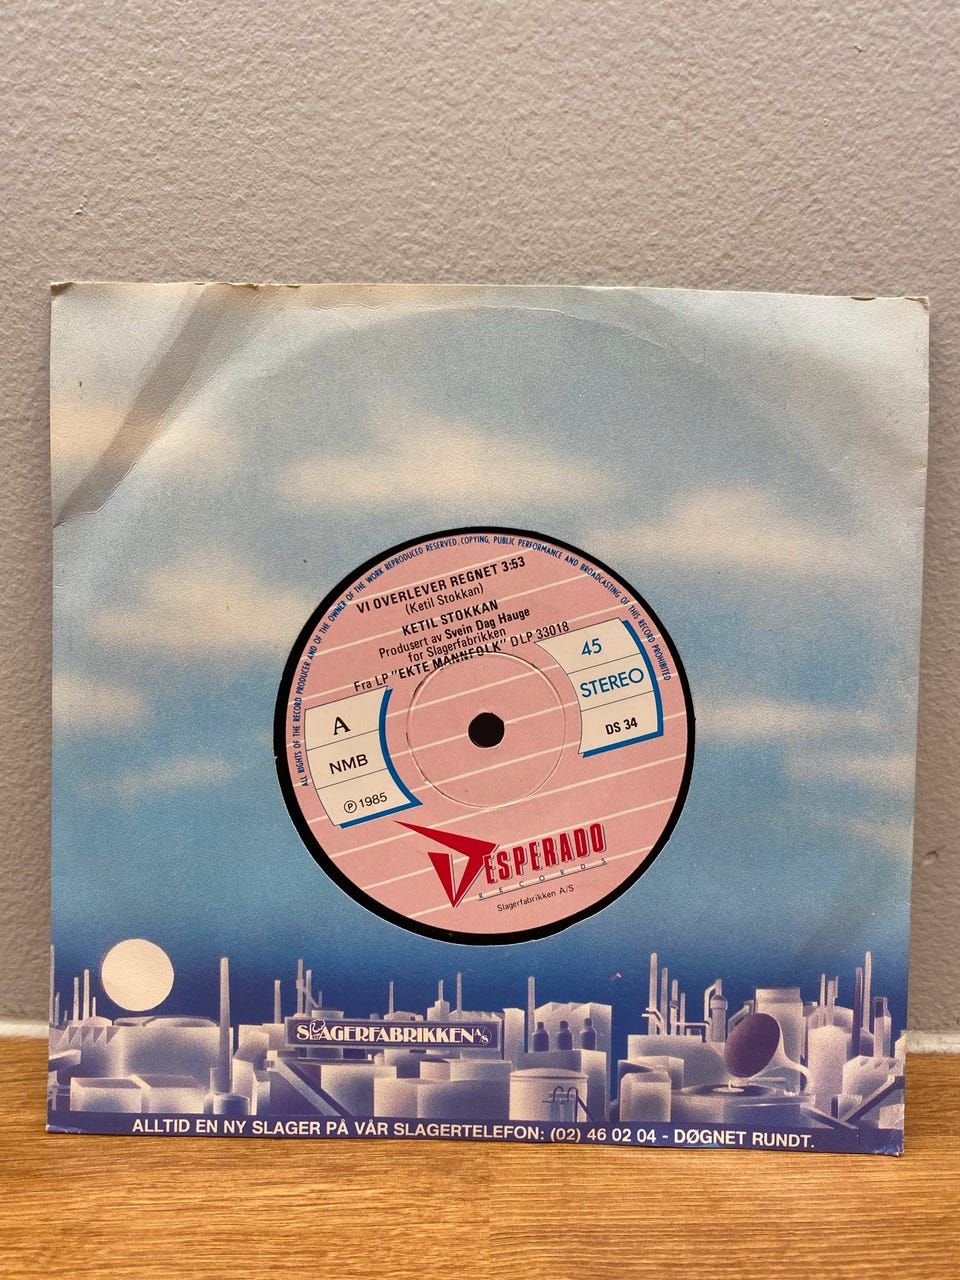 ALL RIGHTS OF THE RECORD PRODUCER AND OF THE OWNER OF THE WORK REPRODUCED RESERVED. COPYING, PUBLIC PERFORMANCE AND BROADCASTING OF THIS RECORD PROHIBITED
VI OVERLEVER REGNET 3:53
(Ketil Stokkan)
KETIL STOKKAN
Produsert av Svein Dag Hauge
for Slagerfabrikken
Fra LP "EKTE MANNFOLK" DLP 33018
A
NMB
℗ 1985
45
STEREO
DS 34
DESPERADO
RECORDS
Slagerfabrikken A/S
SLAGERFABRIKKEN A/S
ALLTID EN NY SLAGER PÅ VÅR SLAGERTELEFON: (02) 46 02 04 - DØGNET RUNDT.